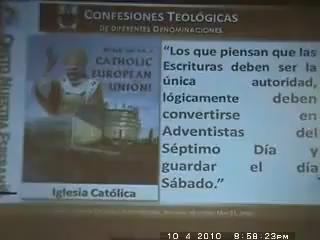 CONFESIONES TEOLÓGICAS
DE DIFERENTES DENOMINACIONES.
CATHOLIC
EUROPEAN
UNION!
Iglesia Católica
"Los que piensan que las
Escrituras deben ser la
única autoridad,
lógicamente deben
convertirse en
Adventistas del
Séptimo Día y
guardar el día
Sábado."
10 4 2010 8:58:23PM